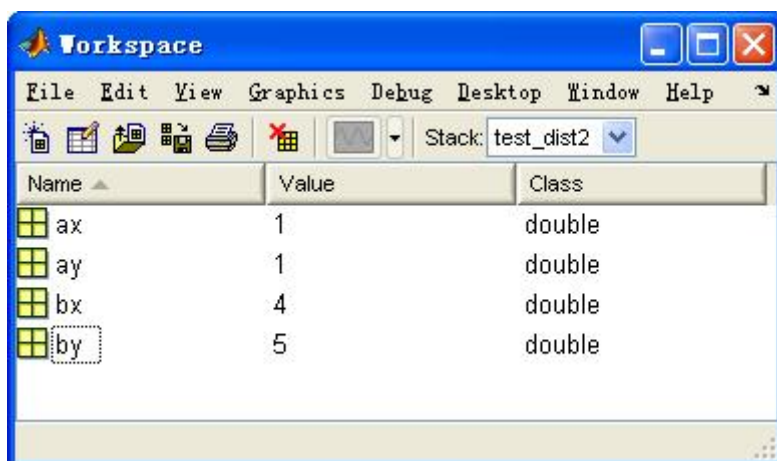 Workspace
File Edit View Graphics Debug Desktop Window Help
Stack: test_dist2
Name Value Class
ax 1 double
ay 1 double
bx 4 double
by 5 double